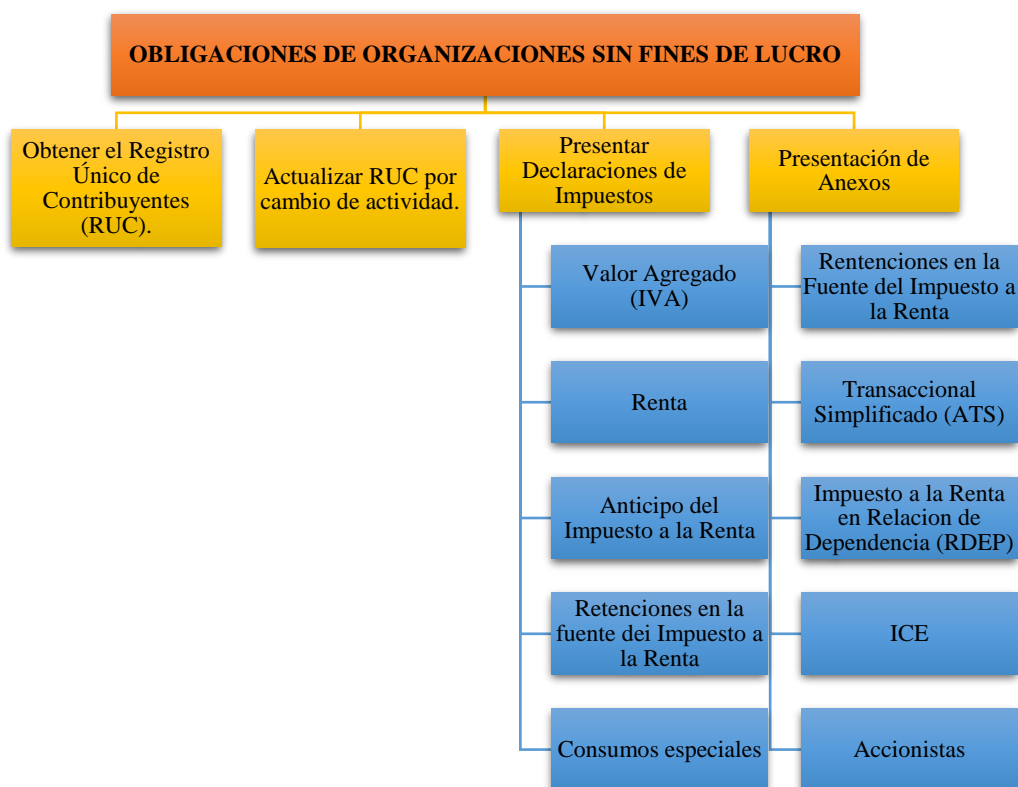 OBLIGACIONES DE ORGANIZACIONES SIN FINES DE LUCRO
Obtener el Registro
Único de
Contribuyentes
(RUC).
Actualizar RUC por
cambio de actividad.
Presentar
Declaraciones de
Impuestos
Valor Agregado
(IVA)
Renta
Anticipo del
Impuesto a la Renta
Retenciones en la
fuente dei Impuesto a
la Renta
Consumos especiales
Presentación de
Anexos
Rentenciones en la
Fuente del Impuesto a
la Renta
Transaccional
Simplificado (ATS)
Impuesto a la Renta
en Relacion de
Dependencia (RDEP)
ICE
Accionistas